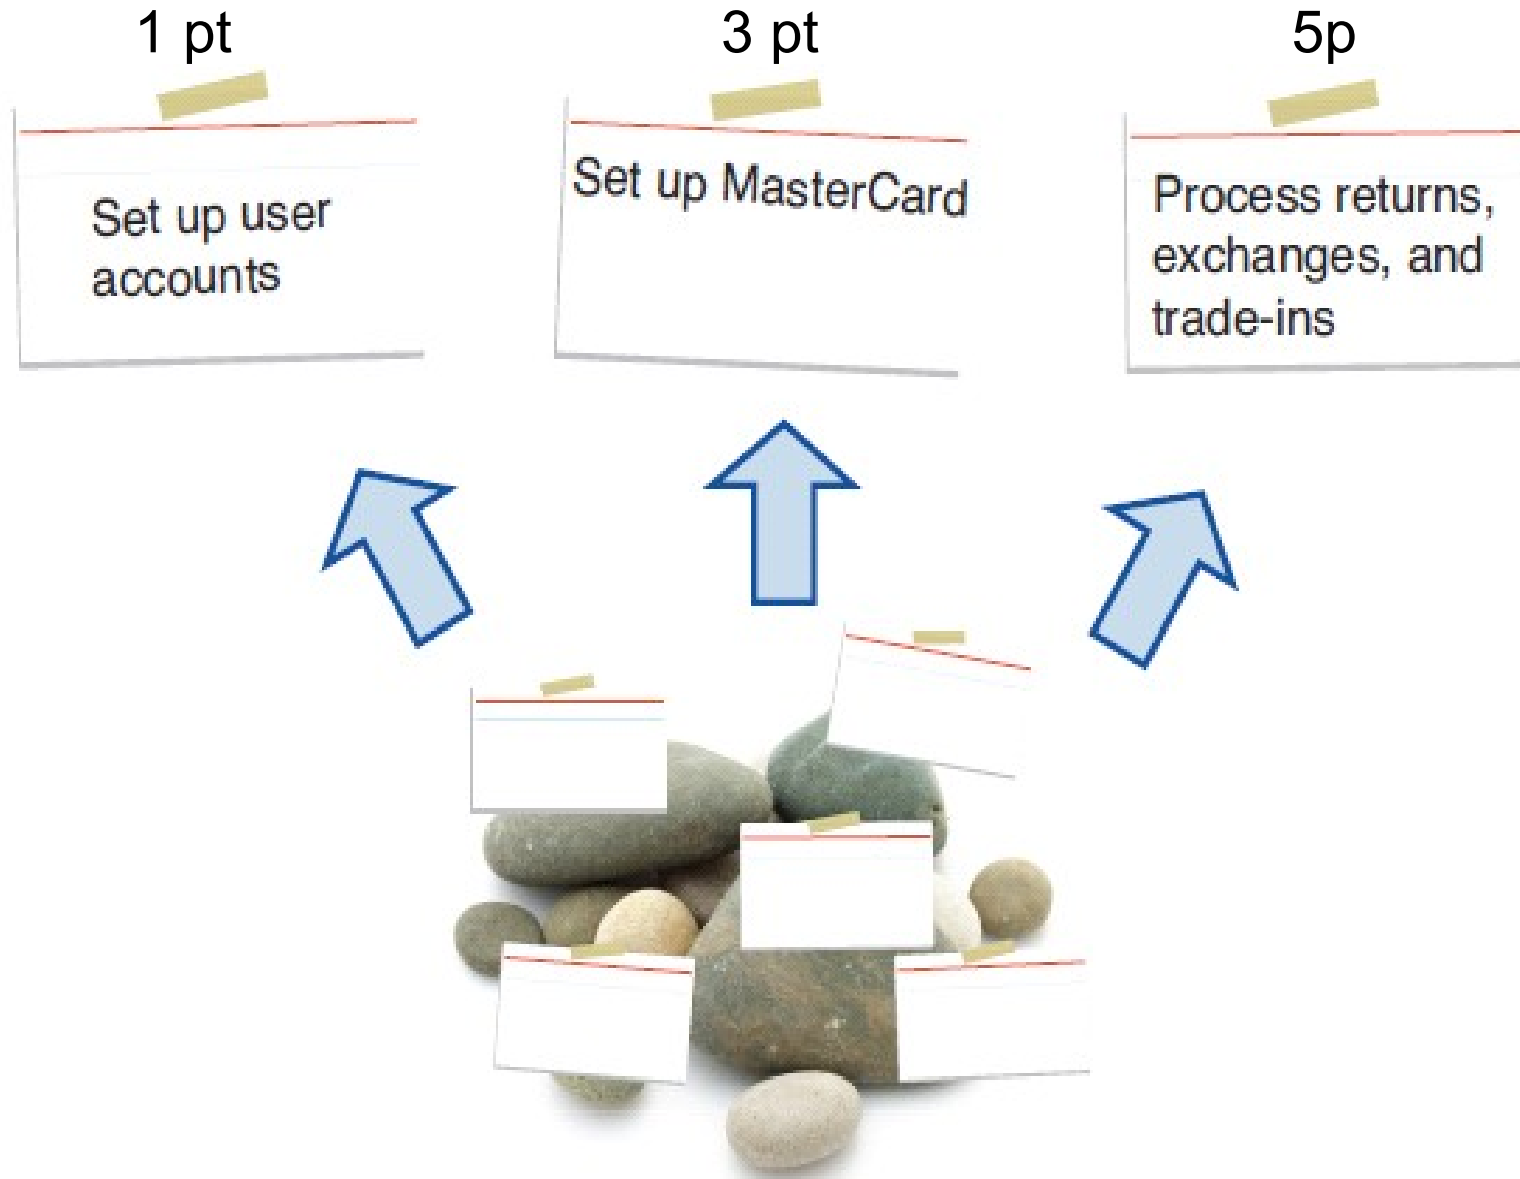 1 pt
3 pt
5p
Set up user
accounts
Set up MasterCard
Process returns,
exchanges, and
trade-ins